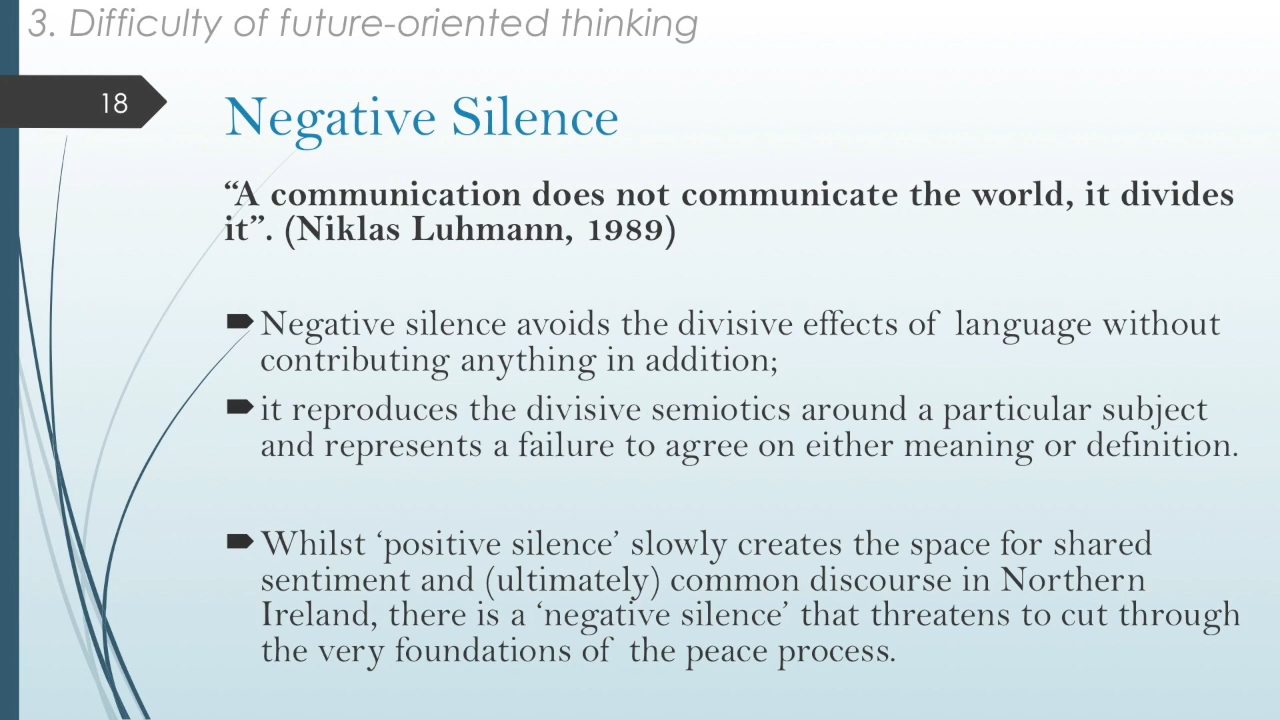 3. Difficulty of future-oriented thinking
18
Negative Silence
“A communication does not communicate the world, it divides
it”. (Niklas Luhmann, 1989)
Negative silence avoids the divisive effects of language without
contributing anything in addition;
it reproduces the divisive semiotics around a particular subject
and represents a failure to agree on either meaning or definition.
Whilst ‘positive silence’ slowly creates the space for shared
sentiment and (ultimately) common discourse in Northern
Ireland, there is a ‘negative silence’ that threatens to cut through
the very foundations of the peace process.